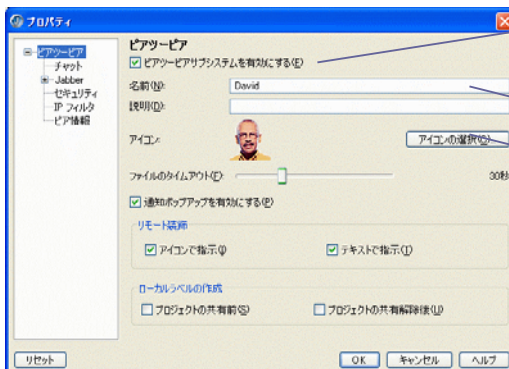 プロパティ
ピアツーピア
チャット
Jabber
セキュリティ
IP フィルタ
ピア情報
ピアツーピア
ピアツーピアサブシステムを有効にする(E)
名前(N):
David
説明(D):
アイコン:
アイコンの選択(C)
ファイルのタイムアウト(F):
30秒
通知ポップアップを有効にする(P)
リモート装飾
アイコンで指示(I)
テキストで指示(T)
ローカルラベルの作成
プロジェクトの共有前(S)
プロジェクトの共有解除後(U)
リセット
OK
キャンセル
ヘルプ